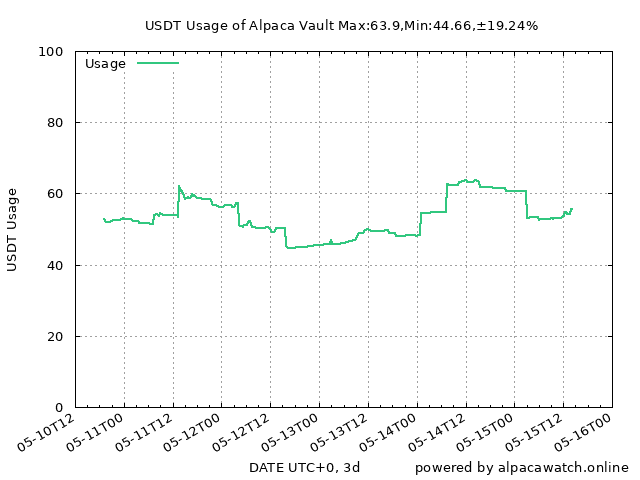 USDT Usage of Alpaca Vault Max:63.9,Min:44.66,±19.24%
Usage
100
80
60
40
20
0
USDT Usage
05-10T12
05-11T00
05-11T12
05-12T00
05-12T12
05-13T00
05-13T12
05-14T00
05-14T12
05-15T00
05-15T12
05-16T00
DATE UTC+0, 3d
powered by alpacawatch.online